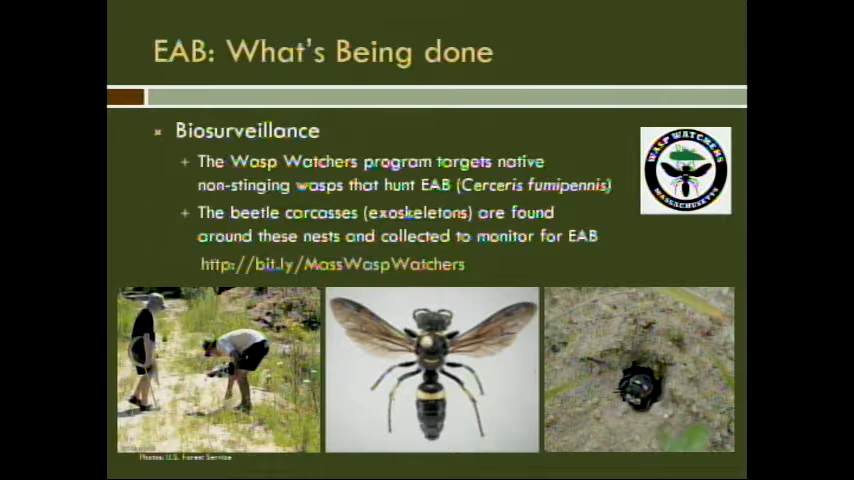 EAB: What's Being done
Biosurveillance
The Wasp Watchers program targets native
non-stinging wasps that hunt EAB (Cerceris fumipennis)
The beetle carcasses (exoskeletons) are found
around these nests and collected to monitor for EAB
http://bit.ly/MassWaspWatchers
WASP WATCHERS
MASSACHUSETTS
Photos: U.S. Forest Service